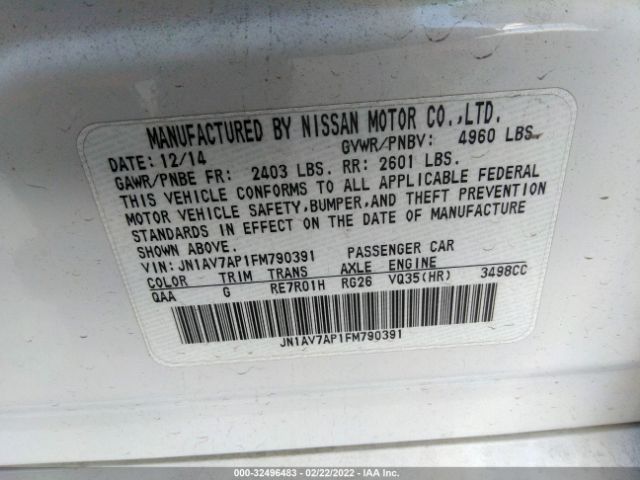 MANUFACTURED BY NISSAN MOTOR CO.,LTD.
DATE: 12/14 GVWR/PNBV: 4960 LBS.
GAWR/PNBE FR: 2403 LBS. RR: 2601 LBS.
THIS VEHICLE CONFORMS TO ALL APPLICABLE FEDERAL
MOTOR VEHICLE SAFETY,BUMPER,AND THEFT PREVENTION
STANDARDS IN EFFECT ON THE DATE OF MANUFACTURE
SHOWN ABOVE.
VIN: JN1AV7AP1FM790391 PASSENGER CAR
COLOR TRIM TRANS AXLE ENGINE
QAA G RE7R01H RG26 VQ35(HR) 3498CC
JN1AV7AP1FM790391
000-32496483 - 02/22/2022 - IAA Inc.